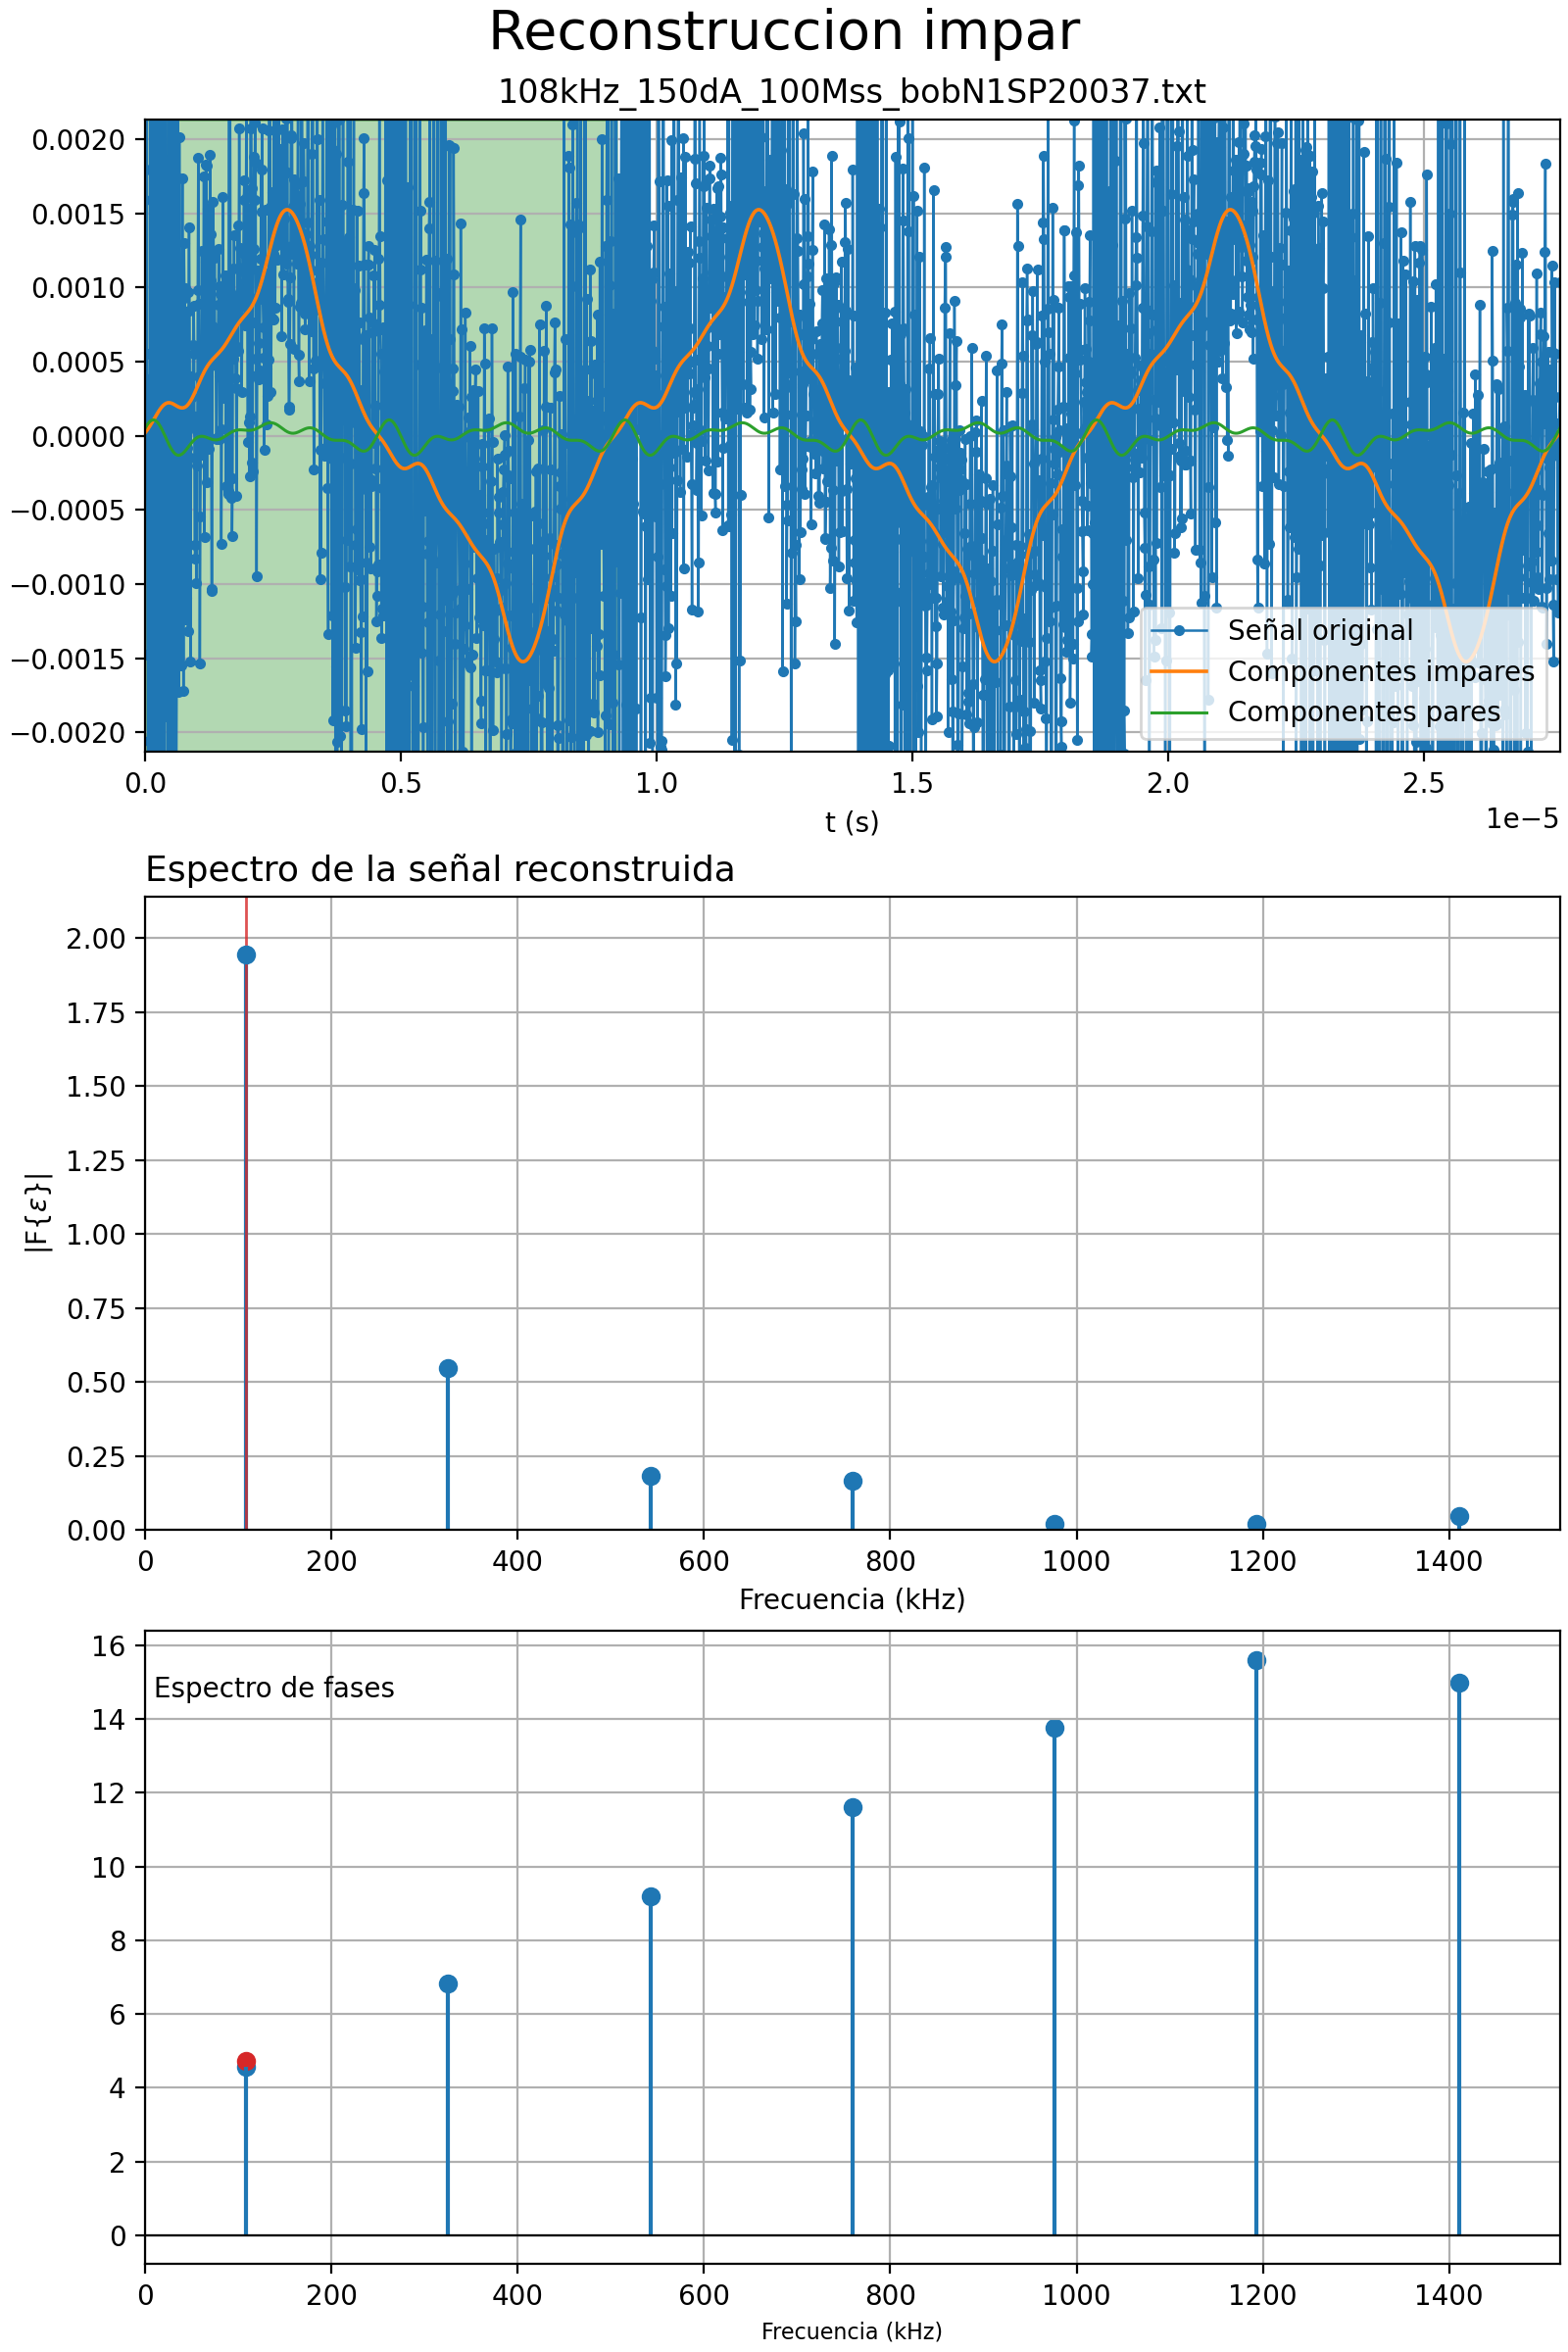 Reconstruccion impar
108kHz_150dA_100Mss_bobN1SP20037.txt
0.0020
0.0015
0.0010
0.0005
0.0000
−0.0005
−0.0010
−0.0015
−0.0020
Señal original
Componentes impares
Componentes pares
0.0 0.5 1.0 1.5 2.0 2.5
t (s)
1e−5
Espectro de la señal reconstruida
2.00
1.75
1.50
1.25
1.00
0.75
0.50
0.25
0.00
|F{ε}|
0 200 400 600 800 1000 1200 1400
Frecuencia (kHz)
16
Espectro de fases
14
12
10
8
6
4
2
0
0 200 400 600 800 1000 1200 1400
Frecuencia (kHz)